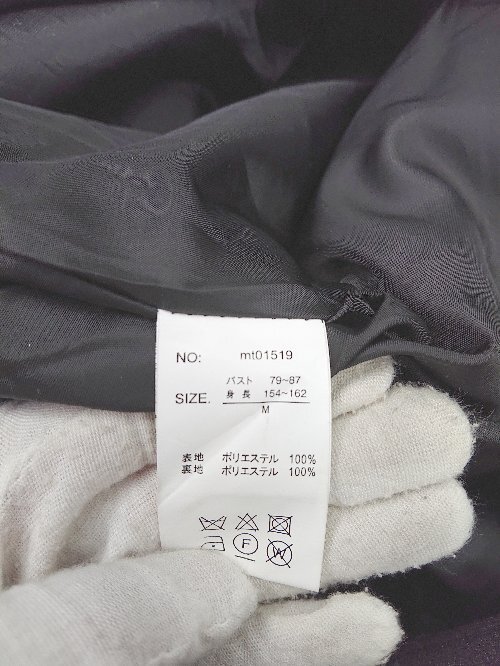 NO: mt01519
バスト 79~87
SIZE. 身長 154~162
M
表地 ポリエステル 100%
裏地 ポリエステル 100%